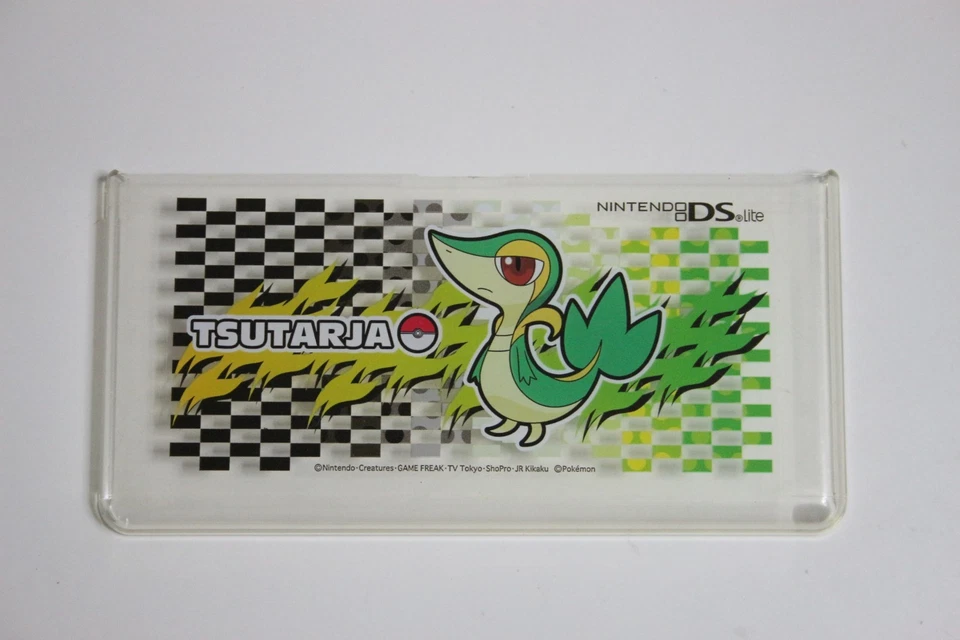 NINTENDO DS® lite
TSUTARJA
©Nintendo·Creatures·GAME FREAK·TV Tokyo·ShoPro·JR Kikaku ©Pokémon